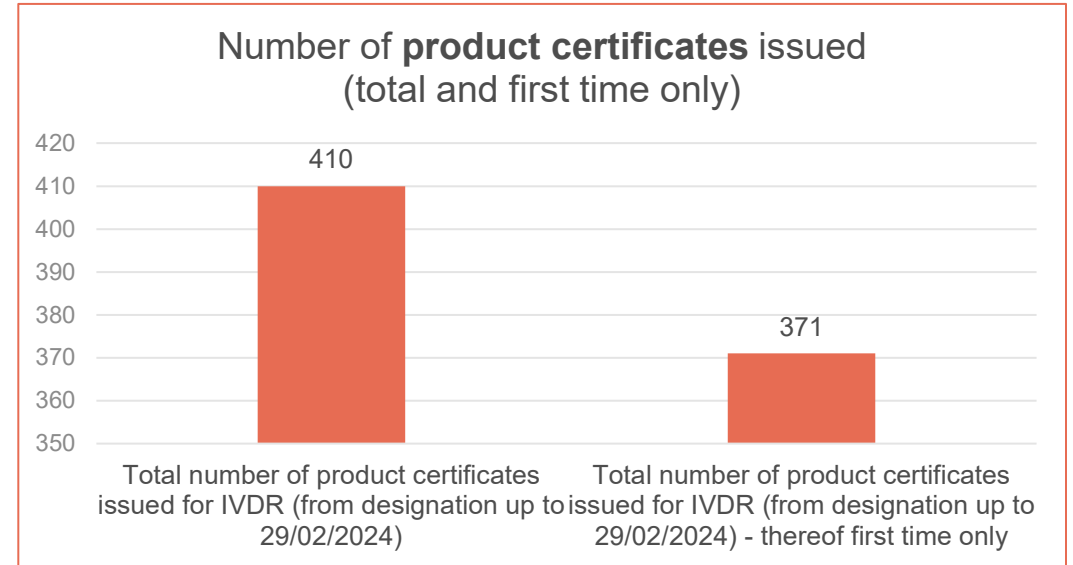 Number of product certificates issued
(total and first time only)
420
410
400
390
380
370
360
350
410
371
Total number of product certificates
issued for IVDR (from designation up to
29/02/2024)
Total number of product certificates
issued for IVDR (from designation up to
29/02/2024) - thereof first time only